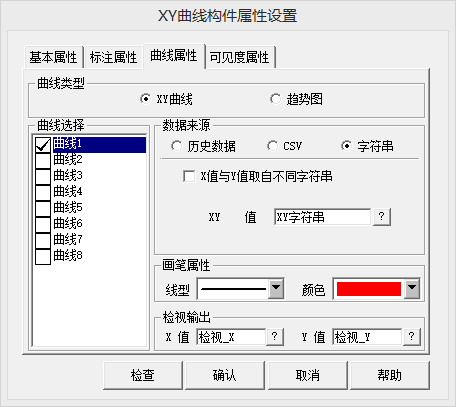 XY曲线构件属性设置
基本属性 标注属性 曲线属性 可见度属性
曲线类型
XY曲线 趋势图
曲线选择
曲线1
曲线2
曲线3
曲线4
曲线5
曲线6
曲线7
曲线8
数据来源
历史数据 CSV 字符串
X值与Y值取自不同字符串
XY 值 XY字符串 ?
画笔属性
线型 颜色
检视输出
X 值 检视_X ? Y 值 检视_Y ?
检查 确认 取消 帮助